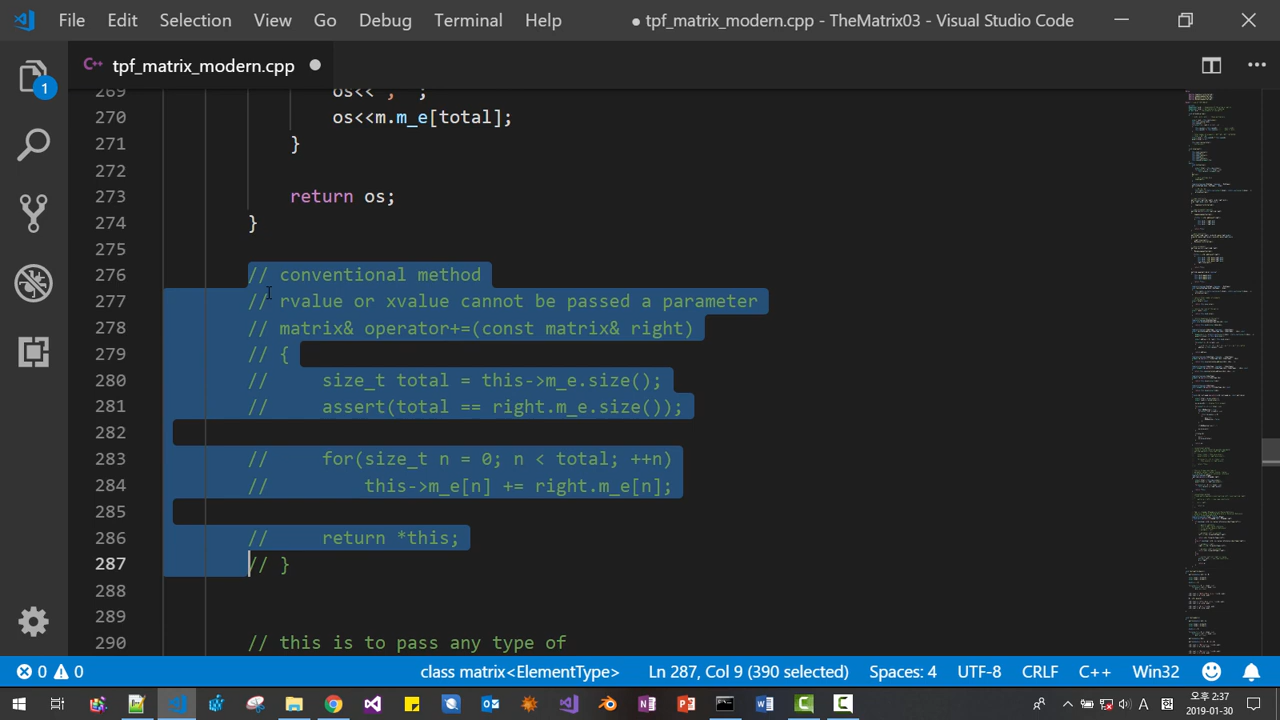 File Edit Selection View Go Debug Terminal Help
● tpf_matrix_modern.cpp - TheMatrix03 - Visual Studio Code
tpf_matrix_modern.cpp ●
269 os<<", ";
270 os<<m.m_e[total];
271 }
272
273 return os;
274 }
275
276 // conventional method
277 // rvalue or xvalue cannot be passed a parameter
278 // matrix& operator+=(const matrix& right)
279 // {
280 // size_t total = this->m_e.size();
281 // assert(total == right.m_e.size());
282
283 // for(size_t n = 0; n < total; ++n)
284 // this->m_e[n] right.m_e[n];
285
286 // return *this;
287 // }
288
289
290 // this is to pass any type of
1
0 0 class matrix<ElementType> Ln 287, Col 9 (390 selected) Spaces: 4 UTF-8 CRLF C++ Win32
오후 2:37
2019-01-30